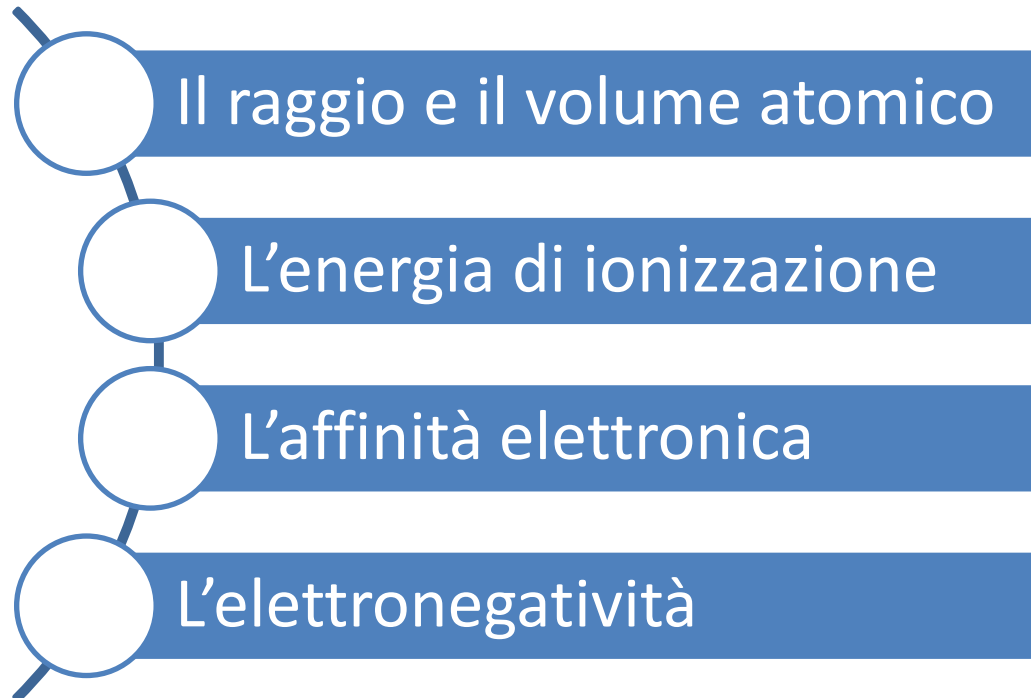 Il raggio e il volume atomico
L’energia di ionizzazione
L’affinità elettronica
L’elettronegatività